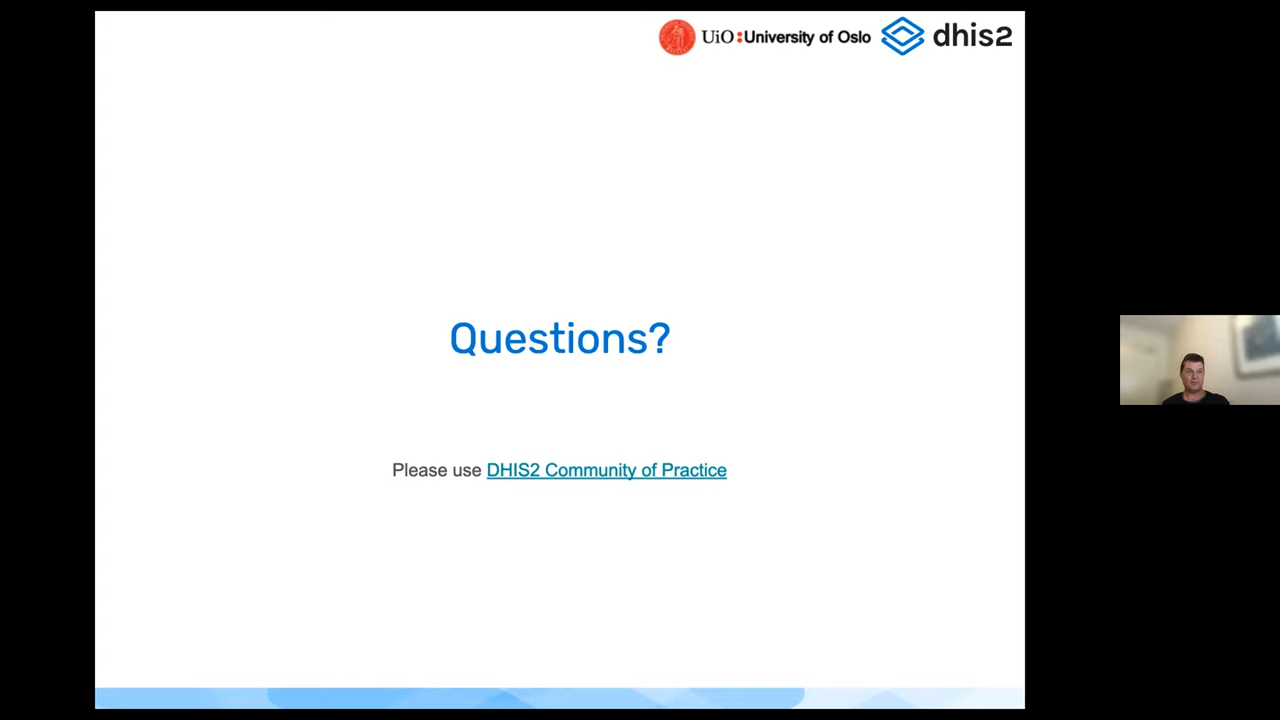 UiO : University of Oslo dhis2
Questions?
Please use DHIS2 Community of Practice